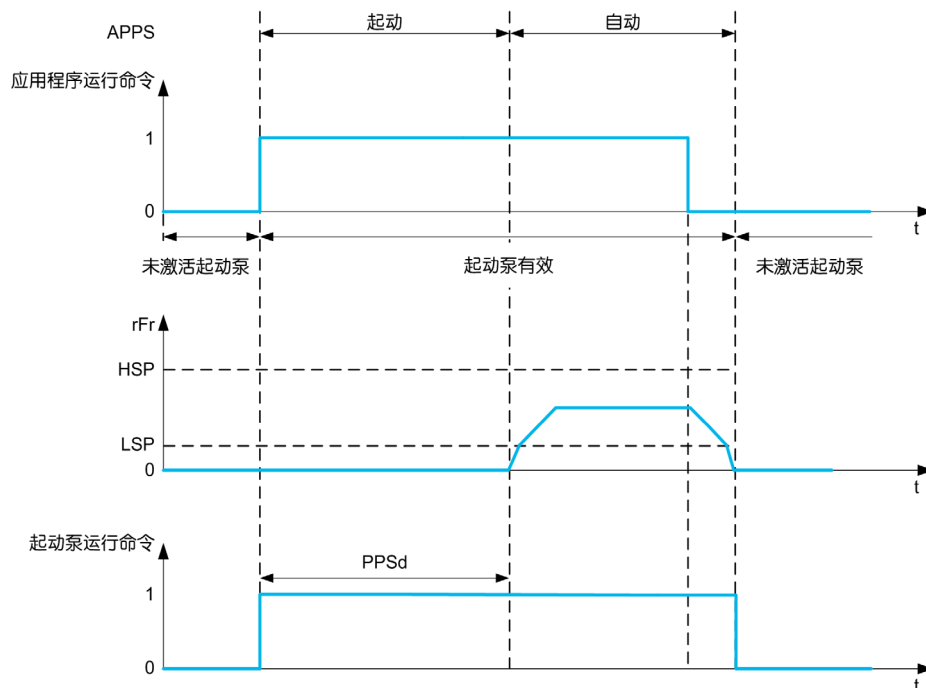 APPS
起动
自动
应用程序运行命令
1
0
t
未激活起动泵
起动泵有效
未激活起动泵
rFr
HSP
LSP
0
t
起动泵运行命令
PPSd
1
0
t